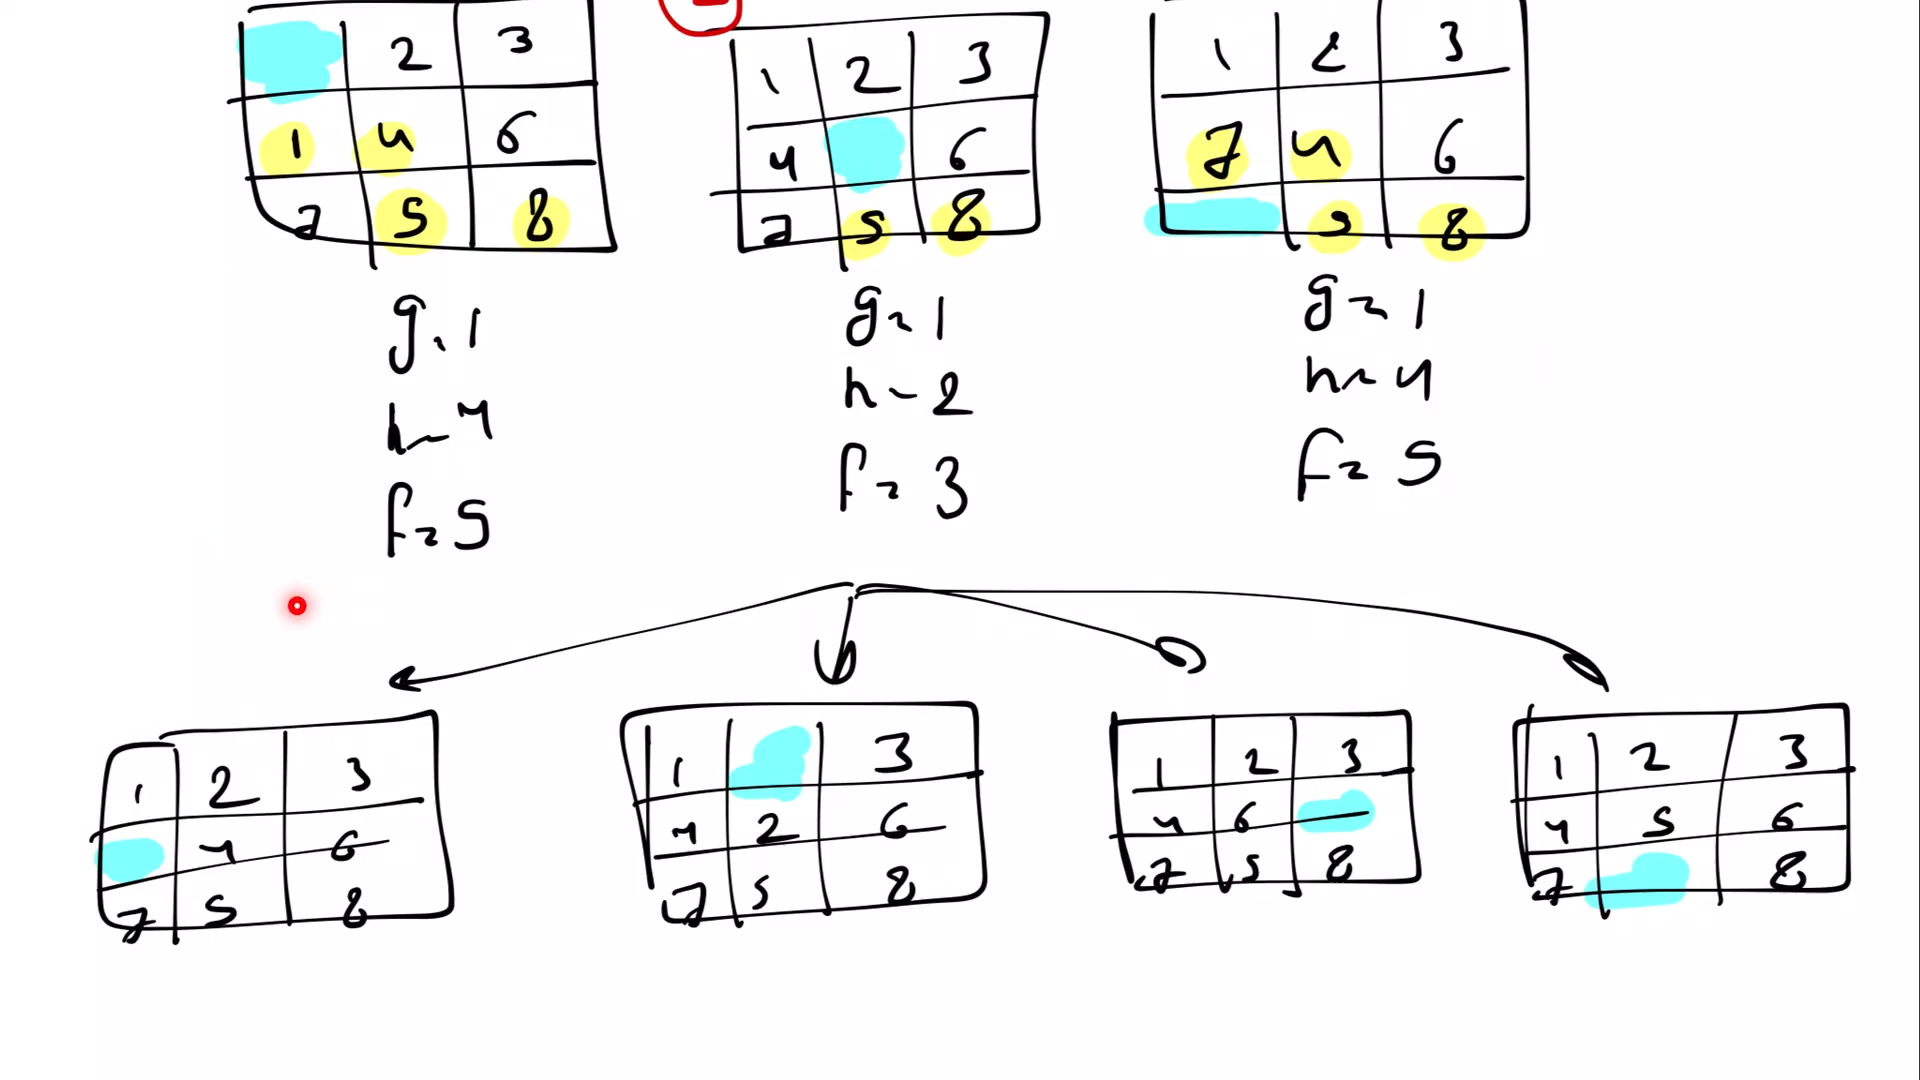 2 3
1 4 6
7 5 8
1 2 3
4 6
7 5 8
1 2 3
7 4 6
5 8
g = 1
h = 4
f = 5
g = 1
h = 2
f = 3
g = 1
h = 4
f = 5
1 2 3
4 6
7 5 8
1 3
4 2 6
7 5 8
1 2 3
4 6
7 5 8
1 2 3
4 5 6
7 8